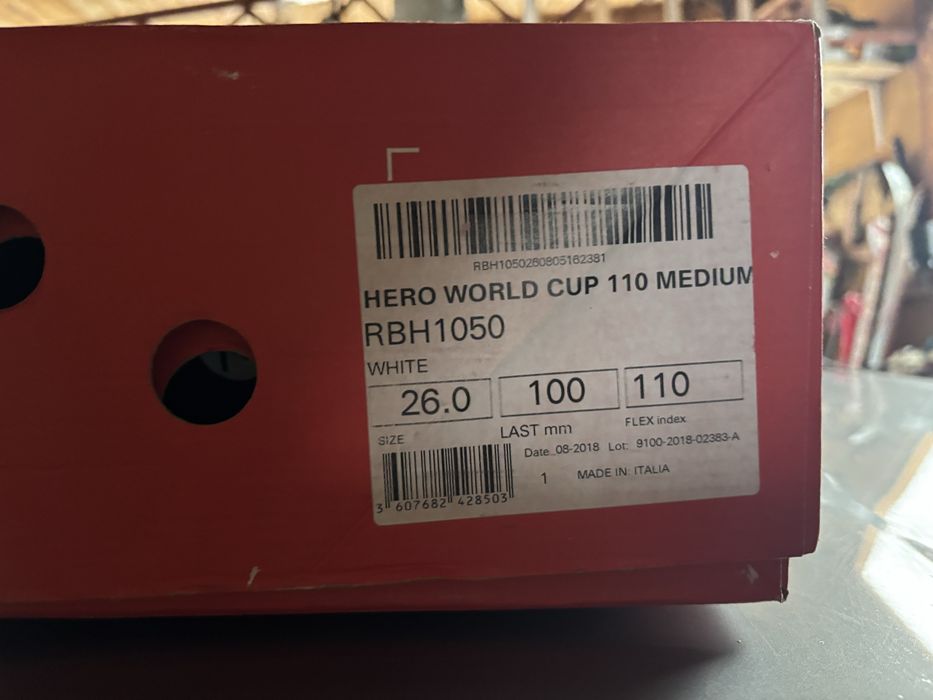 RBH1050260805162381
HERO WORLD CUP 110 MEDIUM
RBH1050
WHITE
26.0 100 110
SIZE LAST mm FLEX index
Date 08-2018 Lot: 9100-2018-02383-A
1 MADE IN: ITALIA
3 607682 428503